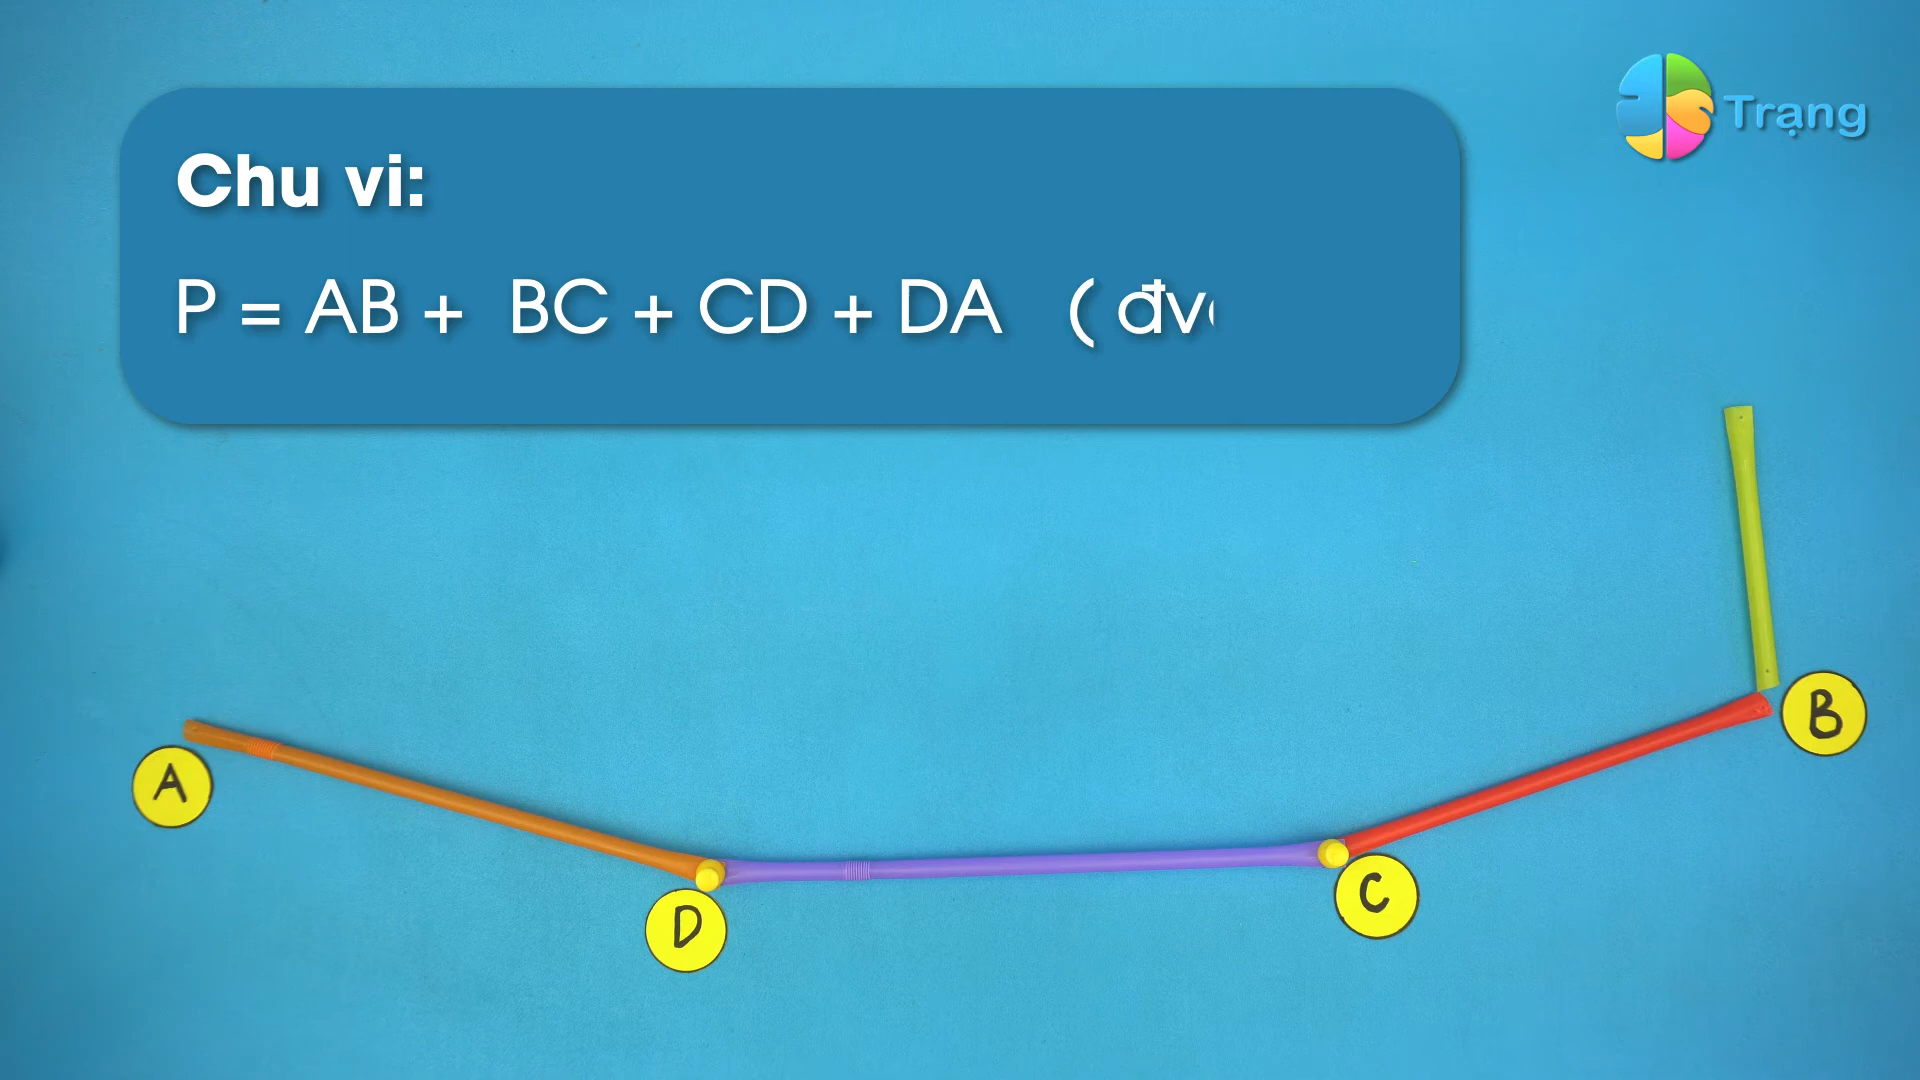 Trạng
Chu vi:
P = AB + BC + CD + DA ( đv
A
B
C
D